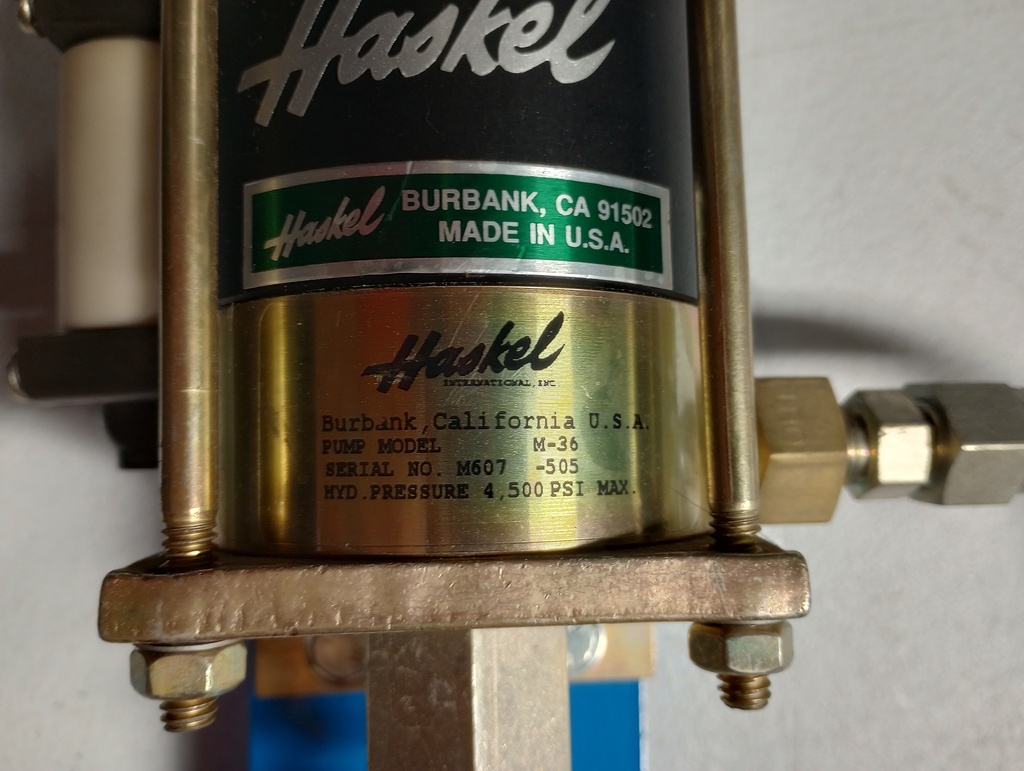 Haskel
Haskel
BURBANK, CA 91502
MADE IN U.S.A.
Haskel
INTERNATIONAL, INC.
Burbank, California U.S.A.
PUMP MODEL M-36
SERIAL NO. M607 -505
HYD.PRESSURE 4,500 PSI MAX.